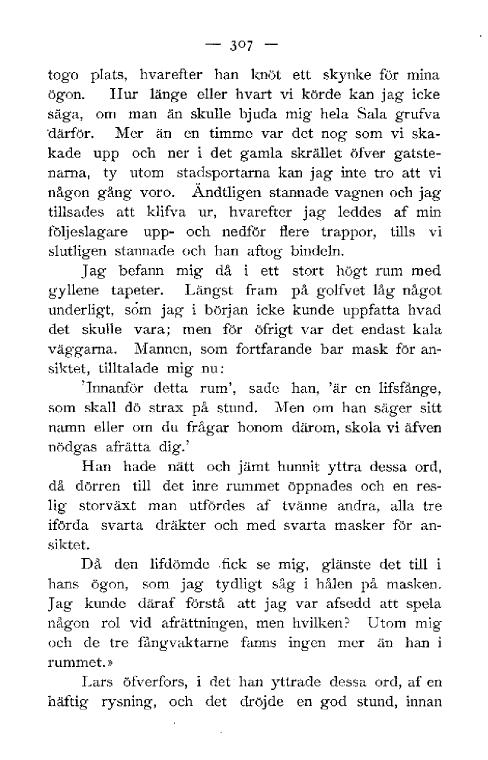 — 307 —
togo plats, hvarefter han knöt ett skynke för mina
ögon. Hur länge eller hvart vi körde kan jag icke
säga, om man än skulle bjuda mig hela Sala grufva
därför. Mer än en timme var det nog som vi ska-
kade upp och ner i det gamla skrället öfver gatste-
narna, ty utom stadsportarna kan jag inte tro att vi
någon gång voro. Ändtligen stannade vagnen och jag
tillsades att klifva ur, hvarefter jag leddes af min
följeslagare upp- och nedför flere trappor, tills vi
slutligen stannade och han aftog bindeln.
Jag befann mig då i ett stort högt rum med
gyllene tapeter. Längst fram på golfvet låg något
underligt, som jag i början icke kunde uppfatta hvad
det skulle vara; men för öfrigt var det endast kala
väggarna. Mannen, som fortfarande bar mask för an-
siktet, tilltalade mig nu:
'Innanför detta rum', sade han, 'är en lifsfånge,
som skall dö strax på stund. Men om han säger sitt
namn eller om du frågar honom därom, skola vi äfven
nödgas afrätta dig.'
Han hade nätt och jämt hunnit yttra dessa ord,
då dörren till det inre rummet öppnades och en res-
lig storväxt man utfördes af tvänne andra, alla tre
iförda svarta dräkter och med svarta masker för an-
siktet.
Då den lifdömde fick se mig, glänste det till i
hans ögon, som jag tydligt såg i hålen på masken.
Jag kunde däraf förstå att jag var afsedd att spela
någon rol vid afrättningen, men hvilken? Utom mig
och de tre fångvaktarne fanns ingen mer än han i
rummet.»
Lars öfverfors, i det han yttrade dessa ord, af en
häftig rysning, och det dröjde en god stund, innan